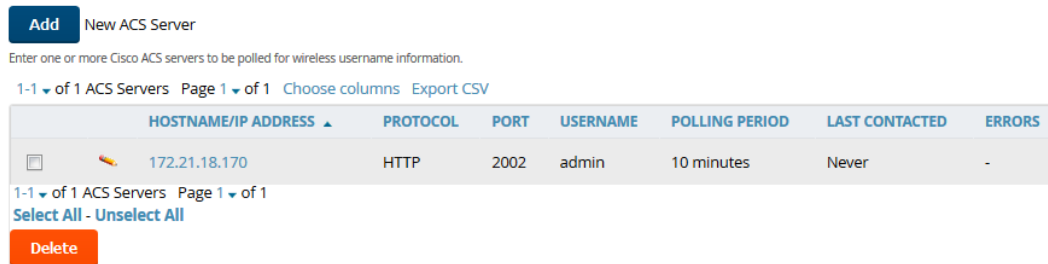 Add New ACS Server
Enter one or more Cisco ACS servers to be polled for wireless username information.
1-1 of 1 ACS Servers Page 1 of 1 Choose columns Export CSV
HOSTNAME/IP ADDRESS PROTOCOL PORT USERNAME POLLING PERIOD LAST CONTACTED ERRORS
172.21.18.170 HTTP 2002 admin 10 minutes Never -
1-1 of 1 ACS Servers Page 1 of 1
Select All - Unselect All
Delete